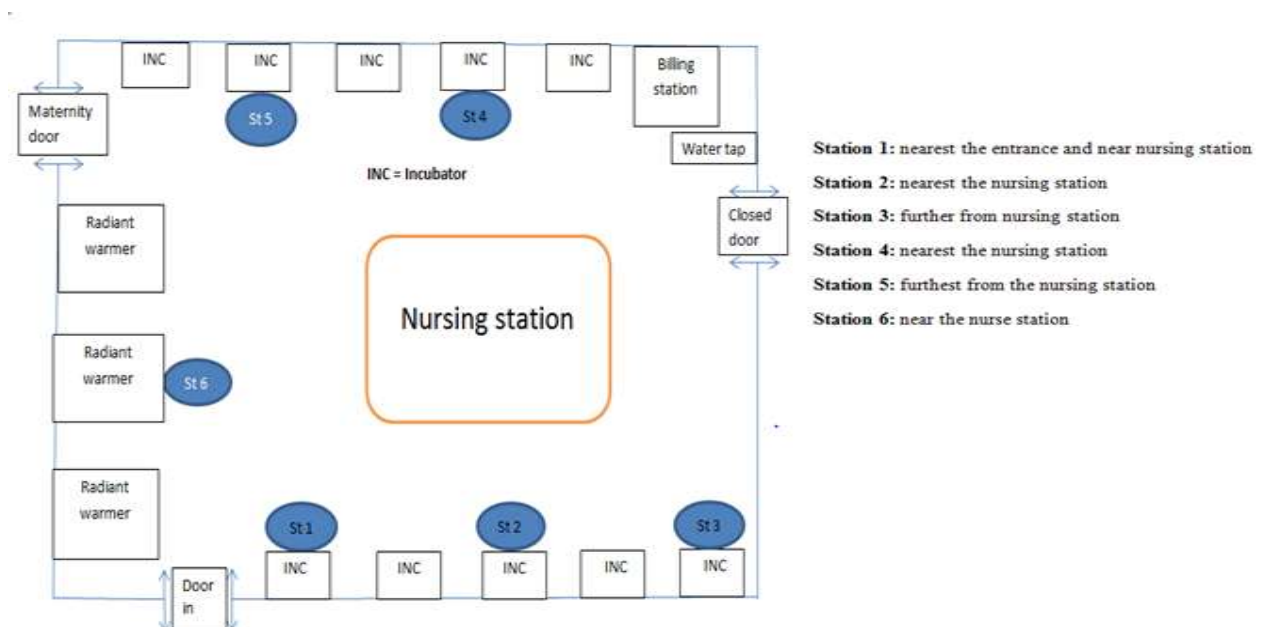 INC
INC
INC
INC
INC
Billing
station
St 5
St 4
Maternity
door
Water tap
INC = Incubator
Radiant
warmer
Closed
door
Nursing station
Radiant
warmer
St 6
Radiant
warmer
St 1
St 2
St 3
INC
INC
INC
INC
INC
Door
in
Station 1: nearest the entrance and near nursing station
Station 2: nearest the nursing station
Station 3: further from nursing station
Station 4: nearest the nursing station
Station 5: furthest from the nursing station
Station 6: near the nurse station